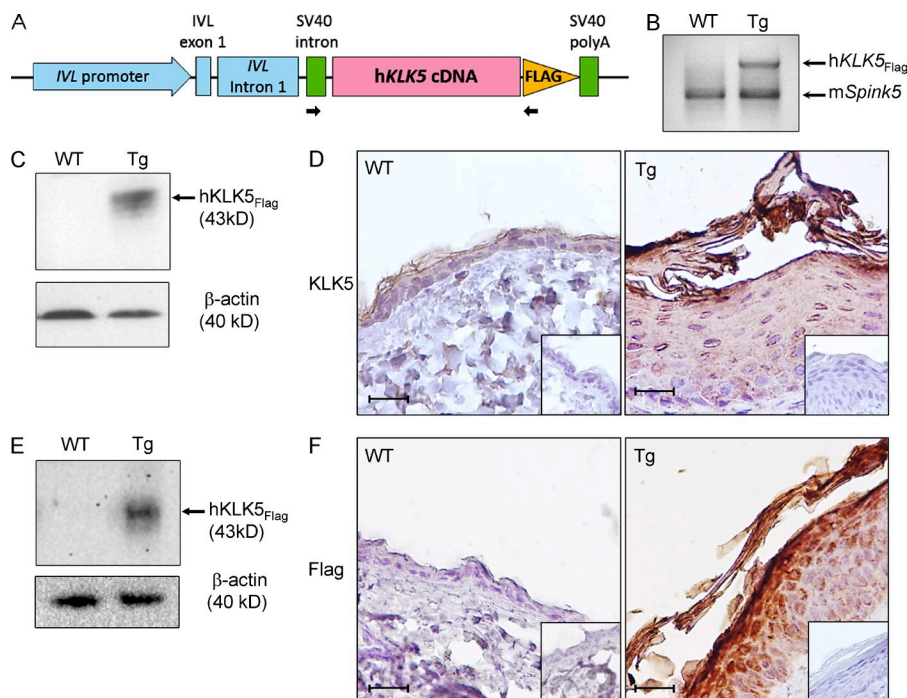 A
IVL
exon 1
SV40
intron
SV40
polyA
IVL promoter
IVL
Intron 1
hKLK5 cDNA
FLAG
B
WT Tg
hKLK5Flag
mSpink5
C
WT Tg
hKLK5Flag
(43kD)
β-actin
(40 kD)
D
KLK5
WT
Tg
E
WT Tg
hKLK5Flag
(43kD)
β-actin
(40 kD)
F
Flag
WT
Tg